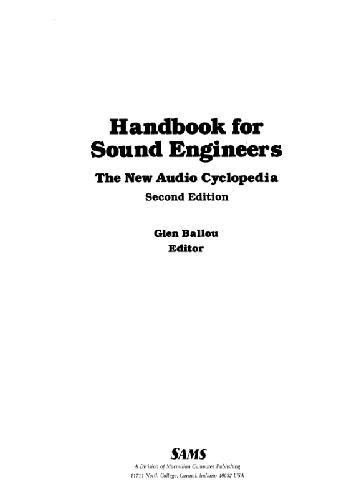 Handbook for
Sound Engineers
The New Audio Cyclopedia
Second Edition
Glen Ballou
Editor
SAMS
A Division of Macmillan Computer Publishing
11711 North College, Carmel, Indiana 46032 USA